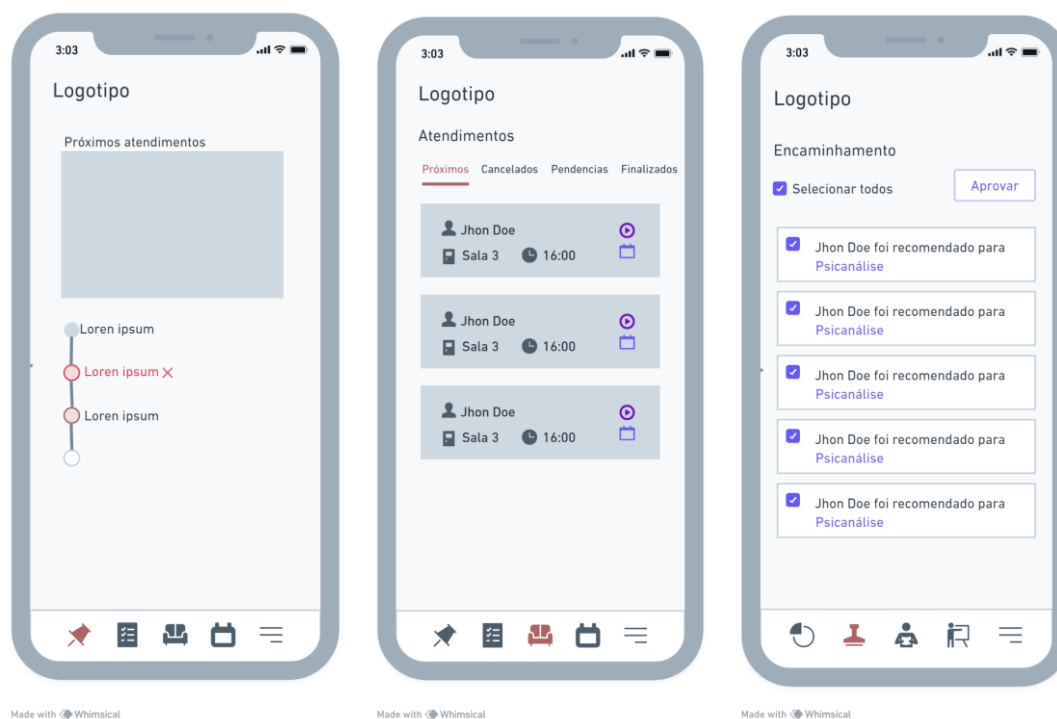 3:03
Logotipo
Próximos atendimentos
Loren ipsum
Loren ipsum
Loren ipsum
Made with Whimsical
3:03
Logotipo
Atendimentos
Próximos Cancelados Pendencias Finalizados
Jhon Doe
Sala 3 16:00
Jhon Doe
Sala 3 16:00
Jhon Doe
Sala 3 16:00
Made with Whimsical
3:03
Logotipo
Encaminhamento
Selecionar todos Aprovar
Jhon Doe foi recomendado para
Psicanálise
Jhon Doe foi recomendado para
Psicanálise
Jhon Doe foi recomendado para
Psicanálise
Jhon Doe foi recomendado para
Psicanálise
Jhon Doe foi recomendado para
Psicanálise
Made with Whimsical